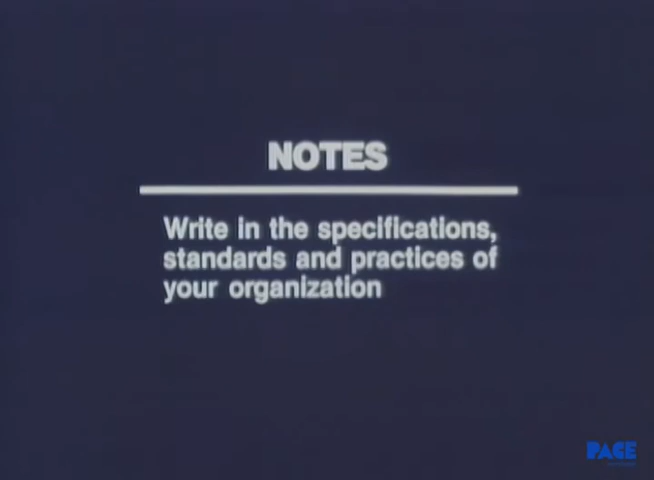 NOTES
Write in the specifications,
standards and practices of
your organization
PACE